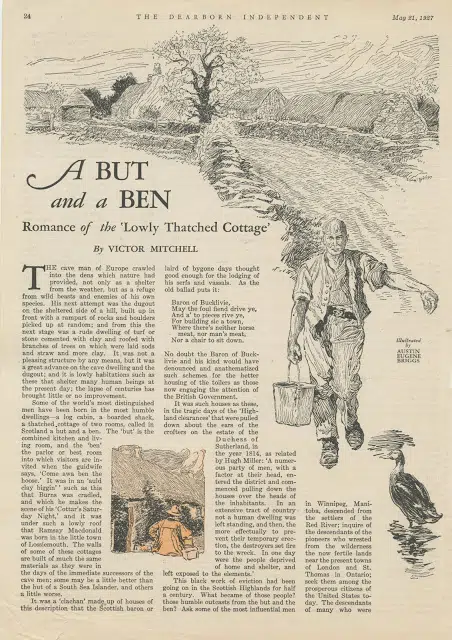 24
THE DEARBORN INDEPENDENT
May 21, 1927
A BUT
and a BEN
Romance of the 'Lowly Thatched Cottage'
By VICTOR MITCHELL
THE cave man of Europe crawled
into the dens which nature had
provided, not only as a shelter
from the weather, but as a refuge
from wild beasts and enemies of his own
species. His next attempt was the dugout
on the sheltered side of a hill, built up in
front with a rampart of rocks and boulders
picked up at random; and from this the
next stage was a rude dwelling of turf or
stone cemented with clay and roofed with
branches of trees on which were laid sods
and straw and more clay. It was not a
pleasing structure by any means, but it was
a great advance on the cave dwelling and the
dugout; and it is lowly habitations such as
these that shelter many human beings at
the present day; the lapse of centuries has
brought little or no improvement.
Some of the world's most distinguished
men have been born in the most humble
dwellings—a log cabin, a boarded shack,
a thatched cottage of two rooms, called in
Scotland a but and a ben. The 'but' is the
combined kitchen and liv-
ing room, and the 'ben'
the parlor or best room
into which visitors are in-
vited when the guidwife
says, 'Come awa ben the
hoose.' It was in an 'auld
clay biggin'' such as this
that Burns was cradled,
and which he makes the
scene of his 'Cottar's Satur-
day Night,' and it was
under such a lowly roof
that Ramsay Macdonald
was born in the little town
of Lossiemouth. The walls
of some of these cottages
are built of much the same
materials as they were in
the days of the immediate successors of the
cave men; some may be a little better than
the hut of a South Sea Islander, and others
a little worse.
It was a 'clachan' made up of houses of
this description that the Scottish baron or
laird of bygone days thought
good enough for the lodging of
his serfs and vassals. As the
old ballad puts it:
Baron of Bucklivie,
May the foul fiend drive ye,
And a' to pieces rive ye,
For building sic a town,
Where there's neither horse
meat, nor man's meat,
Nor a chair to sit down.
No doubt the Baron of Buck-
livie and his kind would have
denounced and anathematised
such schemes for the better
housing of the toilers as those
now engaging the attention of
the British Government.
It was such houses as these,
in the tragic days of the 'High-
land clearances' that were pulled
down about the ears of the
crofters on the estate of the
Duchess of
Sutherland, in
the year 1814, as related
by Hugh Miller: 'A numer-
ous party of men, with a
factor at their head, en-
tered the district and com-
menced pulling down the
houses over the heads of
the inhabitants. In an
extensive tract of country
not a human dwelling was
left standing, and then, the
more effectually to pre-
vent their temporary erec-
tion, the destroyers set fire
to the wreck. In one day
were the people deprived
of home and shelter, and
left exposed to the elements.'
This black work of eviction had been
going on in the Scottish Highlands for half
a century. What became of those people?
those humble outcasts from the but and the
ben? Ask some of the most influential men
Illustrated
by
AUSTIN
EUGENE
BRIGGS
in Winnipeg, Mani-
toba, descended from
the settlers of the
Red River; inquire of
the descendants of the
pioneers who wrested
from the wilderness
the now fertile lands
near the present towns
of London and St.
Thomas in Ontario;
seek them among the
prosperous citizens of
the United States to-
day. The descendants
of many who were